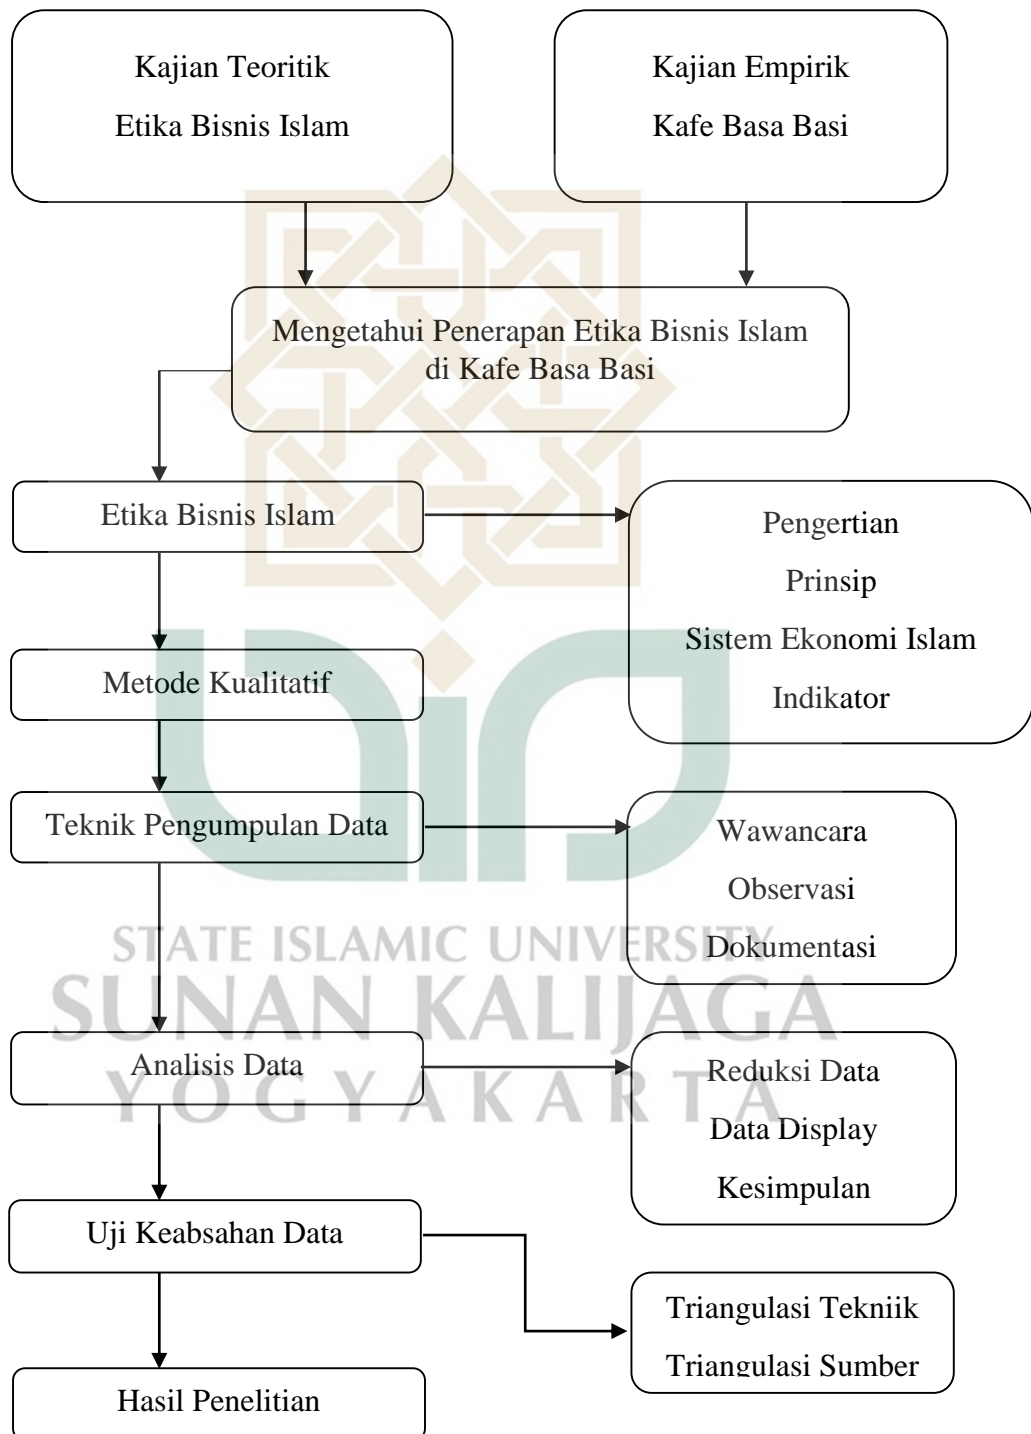 Kajian Teoritik
Etika Bisnis Islam
Kajian Empirik
Kafe Basa Basi
Mengetahui Penerapan Etika Bisnis Islam
di Kafe Basa Basi
Etika Bisnis Islam
Pengertian
Prinsip
Sistem Ekonomi Islam
Indikator
Metode Kualitatif
Teknik Pengumpulan Data
Wawancara
Observasi
Dokumentasi
STATE ISLAMIC UNIVERSITY
SUNAN KALIJAGA
YOGYAKARTA
Analisis Data
Reduksi Data
Data Display
Kesimpulan
Uji Keabsahan Data
Triangulasi Tekniik
Triangulasi Sumber
Hasil Penelitian